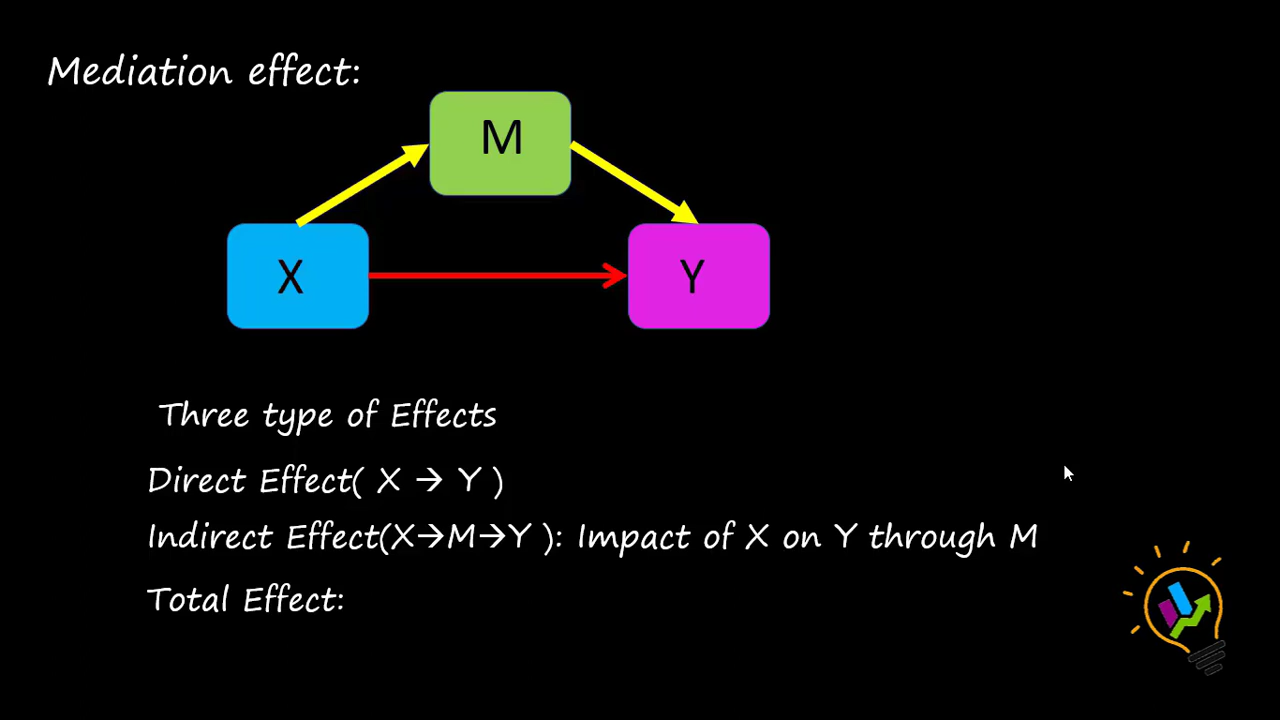 Mediation effect:
M
X
Y
Three type of Effects
Direct Effect( X → Y )
Indirect Effect(X→M→Y ): Impact of X on Y through M
Total Effect: